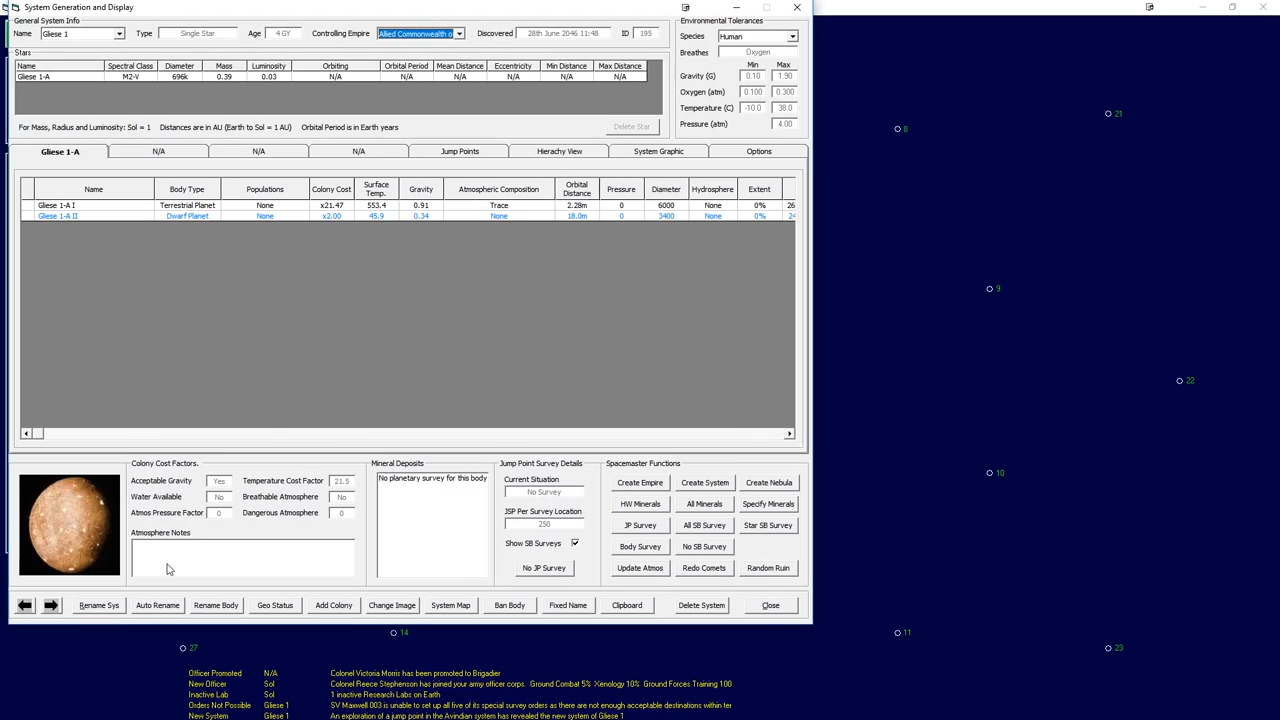 System Generation and Display
General System Info
Name Gliese 1 Type Single Star Age 4 GY Controlling Empire Allied Commonwealth o Discovered 28th June 2046 11:48 ID 195
Environmental Tolerances
Species Human
Breathes Oxygen
Min Max
Gravity (G) 0.10 1.90
Oxygen (atm) 0.100 0.300
Temperature (C) -10.0 38.0
Pressure (atm) 4.00
Stars
Name Spectral Class Diameter Mass Luminosity Orbiting Orbital Period Mean Distance Eccentricity Min Distance Max Distance
Gliese 1-A M2-V 696k 0.39 0.03 N/A N/A N/A N/A N/A N/A
For Mass, Radius and Luminosity: Sol = 1 Distances are in AU (Earth to Sol = 1 AU) Orbital Period is in Earth years Delete Star
Gliese 1-A N/A N/A N/A Jump Points Hierachy View System Graphic Options
Name Body Type Populations Colony Cost Surface Temp. Gravity Atmospheric Composition Orbital Distance Pressure Diameter Hydrosphere Extent
Gliese 1-A I Terrestrial Planet None x21.47 553.4 0.91 Trace 2.28m 0 6000 None 0% 26
Gliese 1-A II Dwarf Planet None x2.00 45.9 0.34 None 18.0m 0 3400 None 0%
Colony Cost Factors.
Acceptable Gravity Yes Temperature Cost Factor 21.5
Water Available No Breathable Atmosphere No
Atmos Pressure Factor 0 Dangerous Atmosphere 0
Atmosphere Notes
Mineral Deposits
No planetary survey for this body
Jump Point Survey Details
Current Situation
No Survey
JSP Per Survey Location
250
Show SB Surveys
No JP Survey
Spacemaster Functions
Create Empire Create System Create Nebula
HW Minerals All Minerals Specify Minerals
JP Survey All SB Survey Star SB Survey
Body Survey No SB Survey
Update Atmos Redo Comets Random Ruin
Rename Sys Auto Rename Rename Body Geo Status Add Colony Change Image System Map Ban Body Fixed Name Clipboard Delete System Close
21
8
9
22
10
14
11
27
23
Officer Promoted N/A Colonel Victoria Morris has been promoted to Brigadier
New Officer Sol Colonel Reece Stephenson has joined your army officer corps. Ground Combat 5% Xenology 10% Ground Forces Training 100
Inactive Lab Sol 1 inactive Research Labs on Earth
Orders Not Possible Gliese 1 SV Maxwell 003 is unable to set up all five of its special survey orders as there are not enough acceptable destinations within ter
New System Gliese 1 An exploration of a jump point in the Avindian system has revealed the new system of Gliese 1